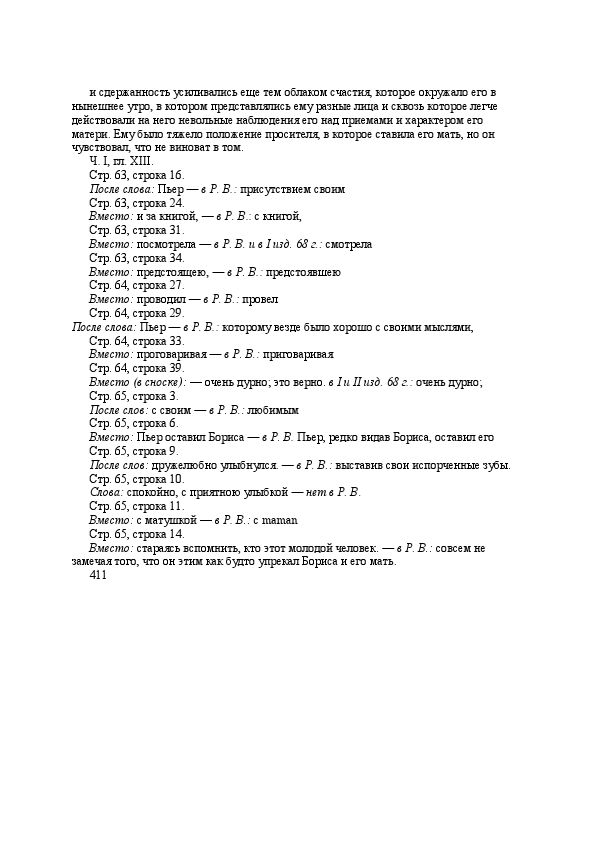 и сдержанность усиливались еще тем облаком счастия, которое окружало его в
нынешнее утро, в котором представлялись ему разные лица и сквозь которое легче
действовали на него невольные наблюдения его над приемами и характером его
матери. Ему было тяжело положение просителя, в которое ставила его мать, но он
чувствовал, что не виноват в том.
Ч. I, гл. XIII.
Стр. 63, строка 16.
После слова: Пьер — в Р. В.: присутствием своим
Стр. 63, строка 24.
Вместо: и за книгой, — в Р. В.: с книгой,
Стр. 63, строка 31.
Вместо: посмотрела — в Р. В. и в I изд. 68 г.: смотрела
Стр. 63, строка 34.
Вместо: предстоящею, — в Р. В.: предстоявшею
Стр. 64, строка 27.
Вместо: проводил — в Р. В.: провел
Стр. 64, строка 29.
После слова: Пьер — в Р. В.: которому везде было хорошо с своими мыслями,
Стр. 64, строка 33.
Вместо: проговаривая — в Р. В.: приговаривая
Стр. 64, строка 39.
Вместо (в сноске): — очень дурно; это верно. в I и II изд. 68 г.: очень дурно;
Стр. 65, строка 3.
После слов: с своим — в Р. В.: любимым
Стр. 65, строка 6.
Вместо: Пьер оставил Бориса — в Р. В. Пьер, редко видав Бориса, оставил его
Стр. 65, строка 9.
После слов: дружелюбно улыбнулся. — в Р. В.: выставив свои испорченные зубы.
Стр. 65, строка 10.
Слова: спокойно, с приятною улыбкой — нет в Р. В.
Стр. 65, строка 11.
Вместо: с матушкой — в Р. В.: с maman
Стр. 65, строка 14.
Вместо: стараясь вспомнить, кто этот молодой человек. — в Р. В.: совсем не
замечая того, что он этим как будто упрекал Бориса и его мать.
411